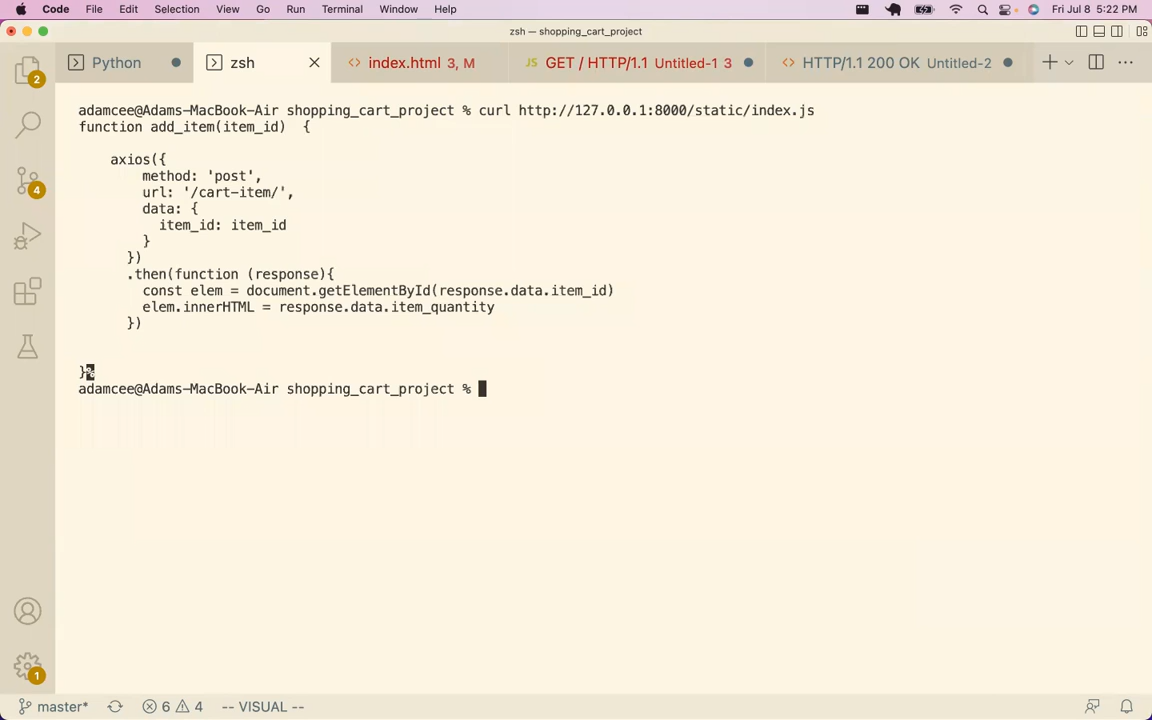 Code File Edit Selection View Go Run Terminal Window Help Fri Jul 8 5:22 PM
zsh — shopping_cart_project
Python zsh index.html 3, M JS GET / HTTP/1.1 Untitled-1 3 HTTP/1.1 200 OK Untitled-2
2
4
1
adamcee@Adams-MacBook-Air shopping_cart_project % curl http://127.0.0.1:8000/static/index.js
function add_item(item_id)  {
    axios({
        method: 'post',
        url: '/cart-item/',
        data: {
          item_id: item_id
        }
      })
      .then(function (response){
        const elem = document.getElementById(response.data.item_id)
        elem.innerHTML = response.data.item_quantity
      })
}%
adamcee@Adams-MacBook-Air shopping_cart_project %
master* 6 4 -- VISUAL --